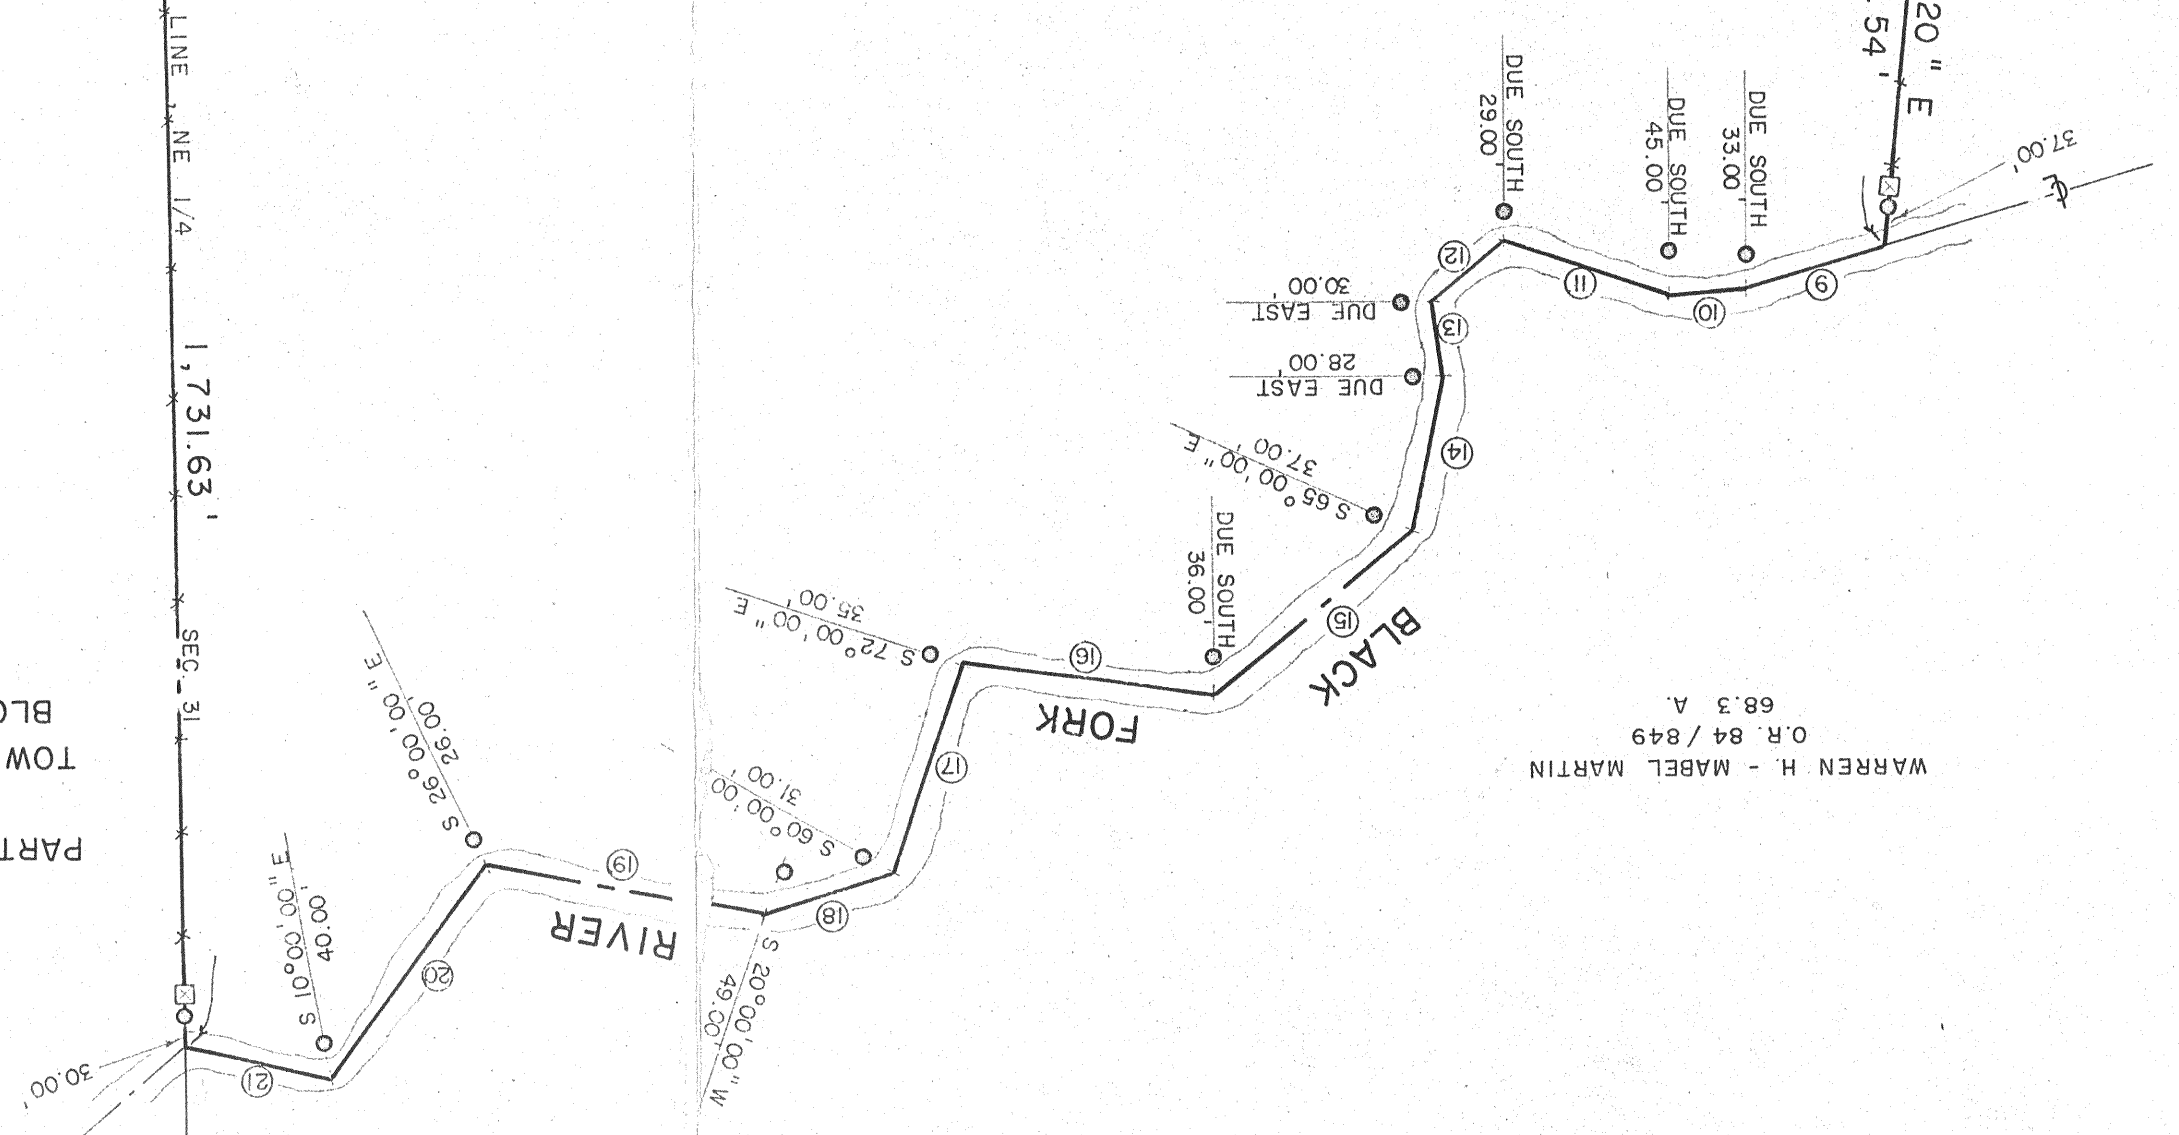 LINE, NE 1/4
1,731.63'
SEC. 31
TOW
PART
20" E
.54'
37.00'
℄
DUE SOUTH
33.00'
DUE SOUTH
45.00'
DUE SOUTH
29.00'
9
10
11
12
13
14
15
16
17
18
19
20
21
DUE EAST
30.00'
DUE EAST
28.00'
S 65°00'00" E
37.00'
DUE SOUTH
36.00'
S 72°00'00" E
35.00'
S 60°00'00
31.00'
S 20°00'00" W
49.00'
S 26°00'00" E
26.00'
S 10°00'00" E
40.00'
30.00'
BLACK
FORK
RIVER
WARREN H. - MABEL MARTIN
O.R. 84/849
68.3 A.